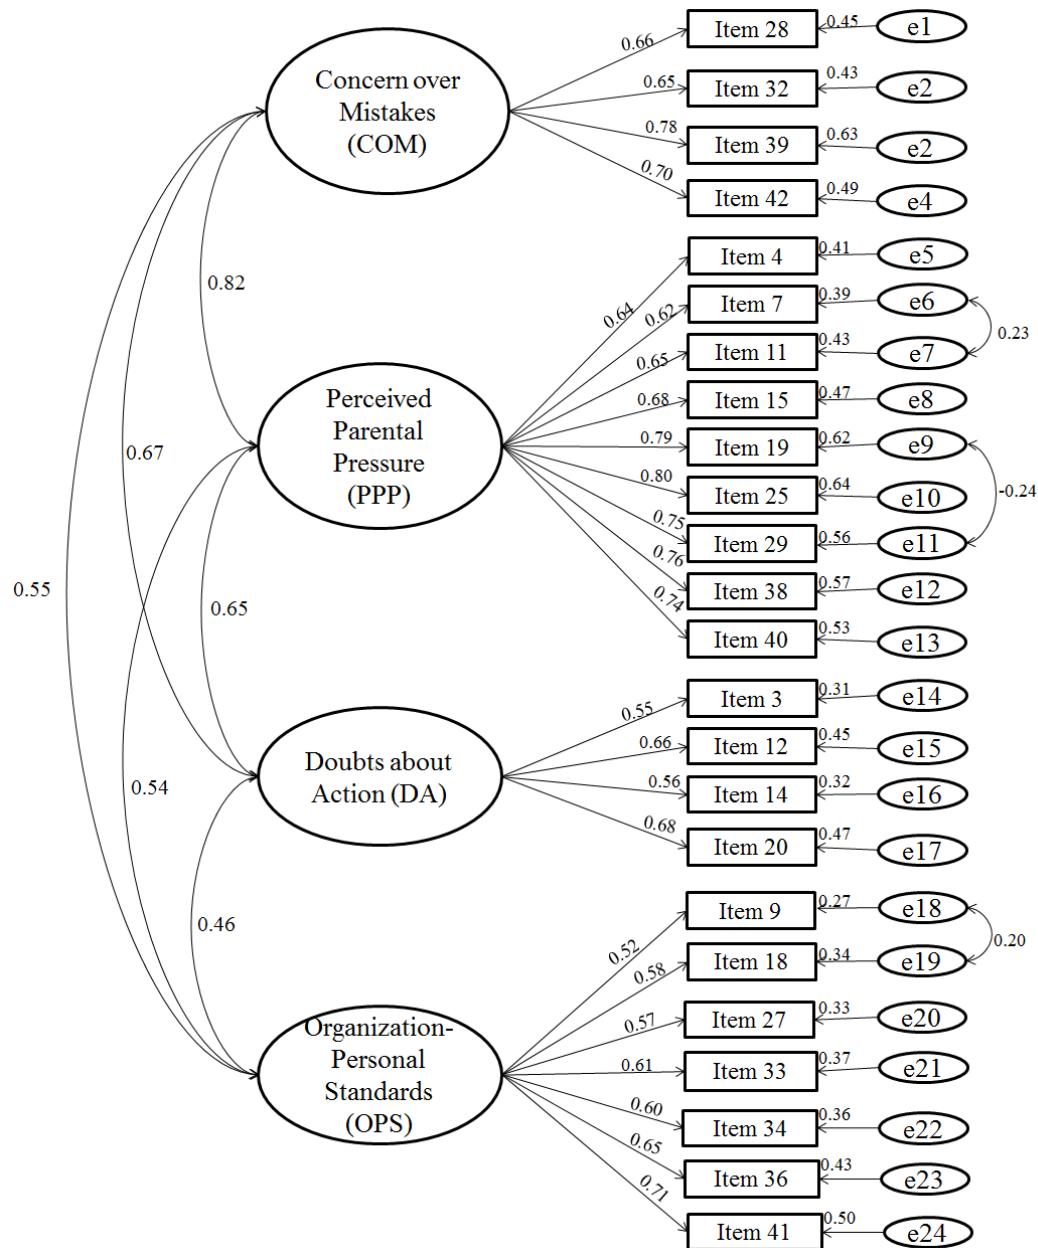 Concern over
Mistakes
(COM)
0.66
Item 28
0.45
e1
0.65
Item 32
0.43
e2
0.78
Item 39
0.63
e2
0.70
Item 42
0.49
e4
0.82
0.67
0.55
Perceived
Parental
Pressure
(PPP)
0.64
Item 4
0.41
e5
0.62
Item 7
0.39
e6
0.23
0.65
Item 11
0.43
e7
0.68
Item 15
0.47
e8
0.79
Item 19
0.62
e9
0.80
Item 25
0.64
e10
-0.24
0.75
Item 29
0.56
e11
0.76
Item 38
0.57
e12
0.74
Item 40
0.53
e13
0.65
0.54
Doubts about
Action (DA)
0.55
Item 3
0.31
e14
0.66
Item 12
0.45
e15
0.56
Item 14
0.32
e16
0.68
Item 20
0.47
e17
0.46
Organization-
Personal
Standards
(OPS)
0.52
Item 9
0.27
e18
0.20
0.58
Item 18
0.34
e19
0.57
Item 27
0.33
e20
0.61
Item 33
0.37
e21
0.60
Item 34
0.36
e22
0.65
Item 36
0.43
e23
0.71
Item 41
0.50
e24